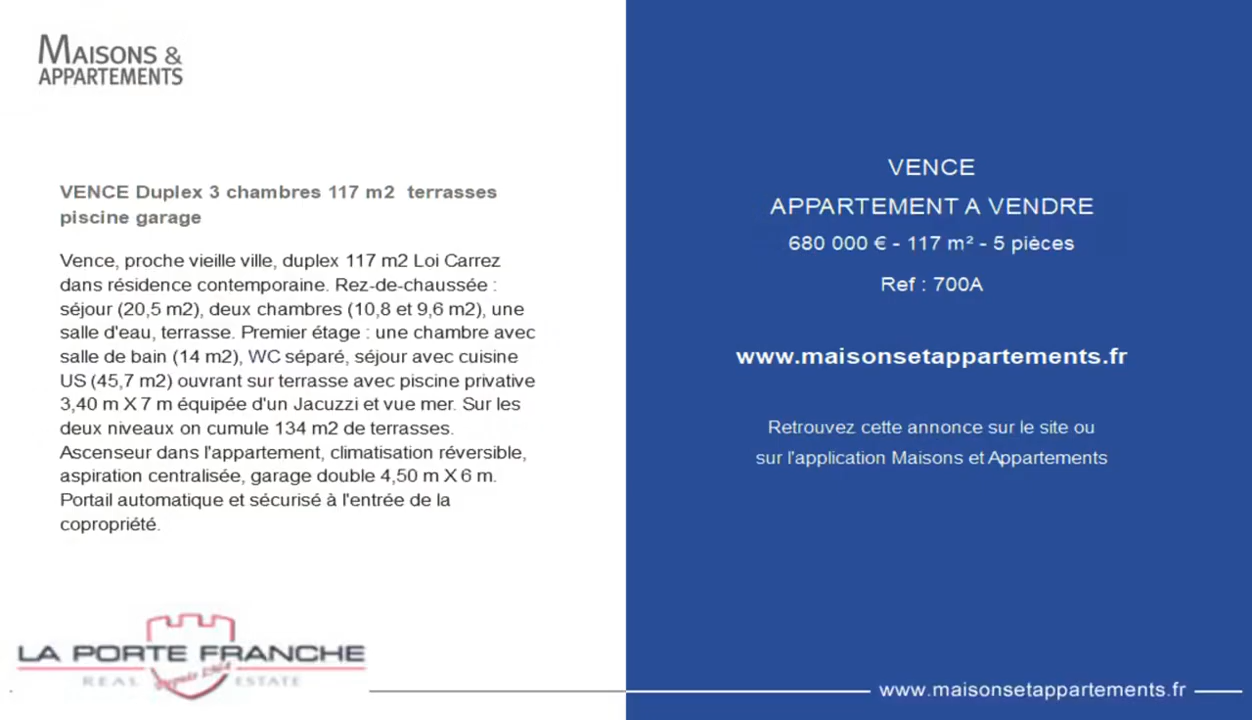 MAISONS &
APPARTEMENTS
VENCE Duplex 3 chambres 117 m2 terrasses
piscine garage
Vence, proche vieille ville, duplex 117 m2 Loi Carrez
dans résidence contemporaine. Rez-de-chaussée :
séjour (20,5 m2), deux chambres (10,8 et 9,6 m2), une
salle d'eau, terrasse. Premier étage : une chambre avec
salle de bain (14 m2), WC séparé, séjour avec cuisine
US (45,7 m2) ouvrant sur terrasse avec piscine privative
3,40 m X 7 m équipée d'un Jacuzzi et vue mer. Sur les
deux niveaux on cumule 134 m2 de terrasses.
Ascenseur dans l'appartement, climatisation réversible,
aspiration centralisée, garage double 4,50 m X 6 m.
Portail automatique et sécurisé à l'entrée de la
copropriété.
LA PORTE FRANCHE
REAL ESTATE
VENCE
APPARTEMENT A VENDRE
680 000 € - 117 m² - 5 pièces
Ref : 700A
www.maisonsetappartements.fr
Retrouvez cette annonce sur le site ou
sur l'application Maisons et Appartements
www.maisonsetappartements.fr